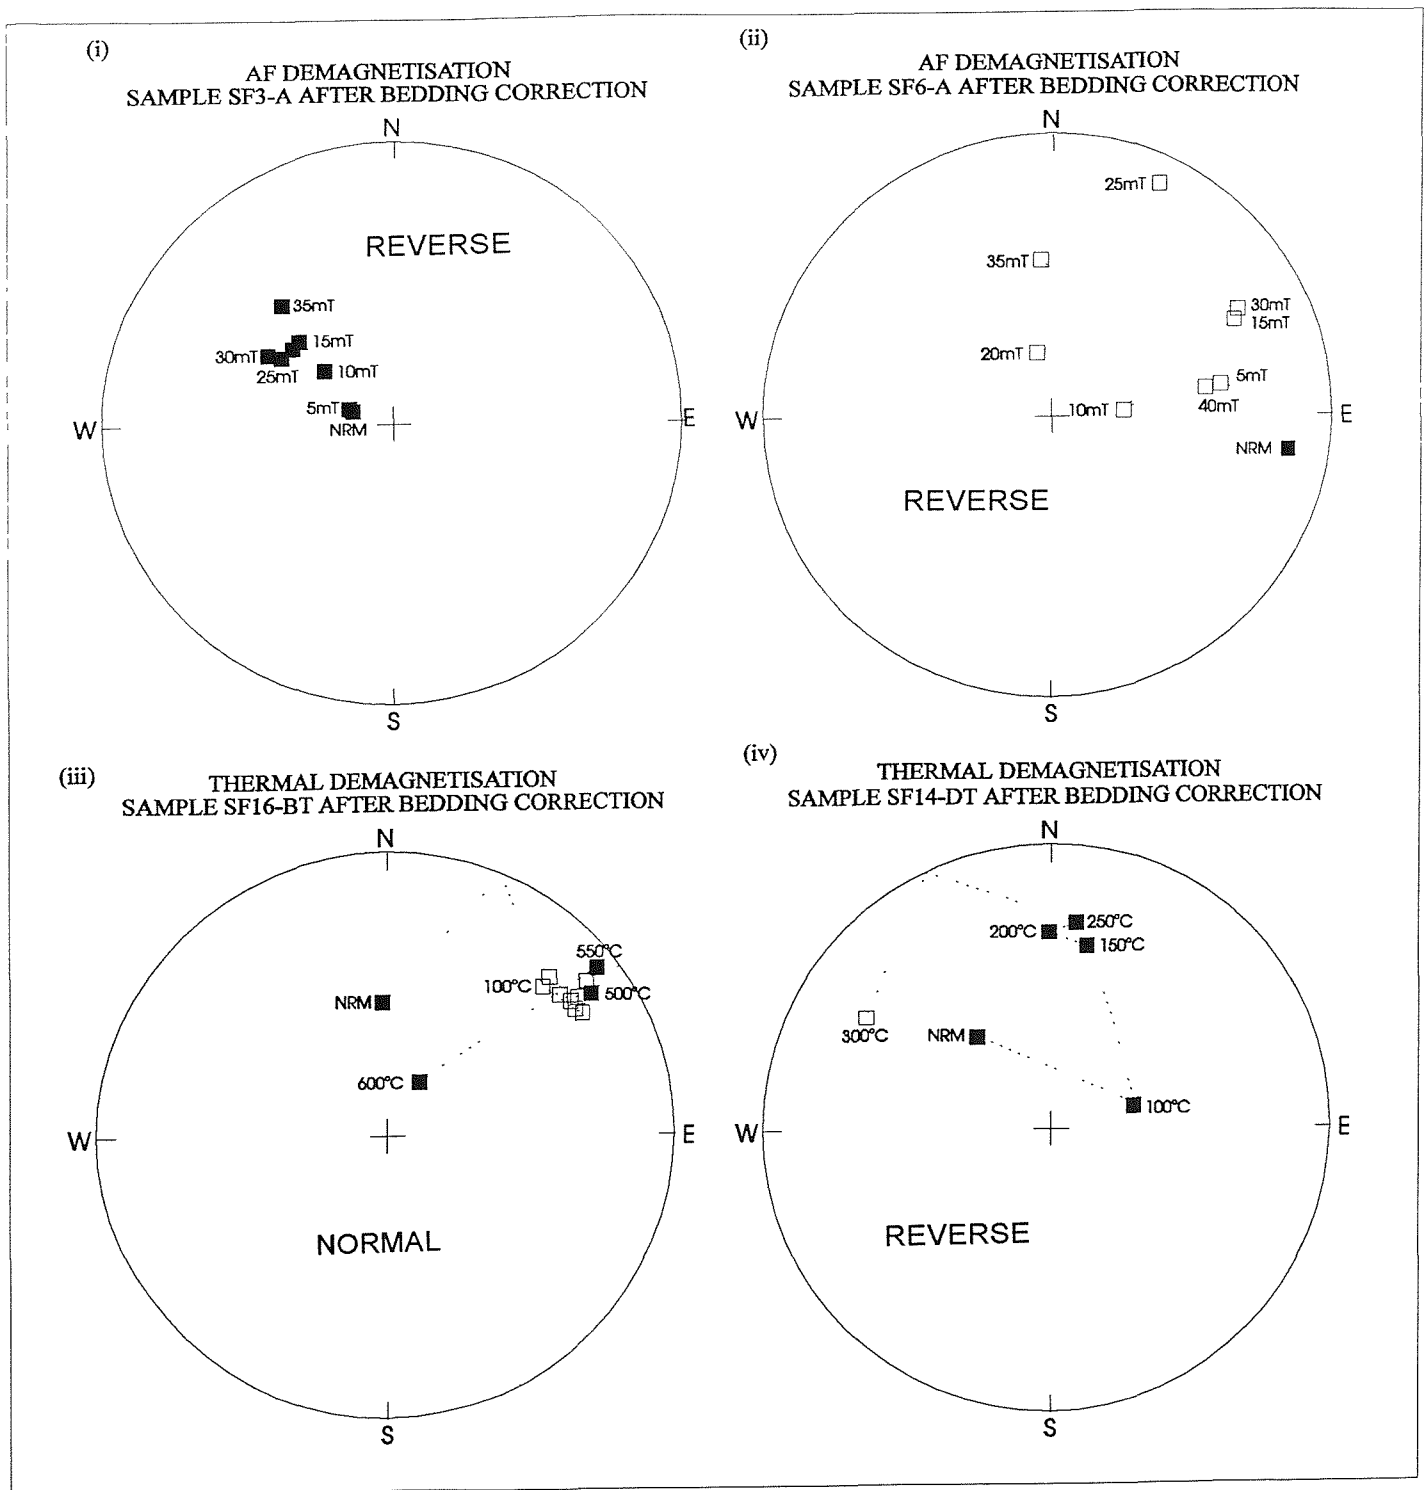 (i)
AF DEMAGNETISATION
SAMPLE SF3-A AFTER BEDDING CORRECTION
N
REVERSE
35mT
15mT
30mT
25mT
10mT
5mT
NRM
W
E
S
(ii)
AF DEMAGNETISATION
SAMPLE SF6-A AFTER BEDDING CORRECTION
N
25mT
35mT
30mT
15mT
20mT
5mT
40mT
10mT
W
E
NRM
REVERSE
S
(iii)
THERMAL DEMAGNETISATION
SAMPLE SF16-BT AFTER BEDDING CORRECTION
N
550°C
100°C
500°C
NRM
600°C
W
E
NORMAL
S
(iv)
THERMAL DEMAGNETISATION
SAMPLE SF14-DT AFTER BEDDING CORRECTION
N
250°C
200°C
150°C
300°C
NRM
100°C
W
E
REVERSE
S